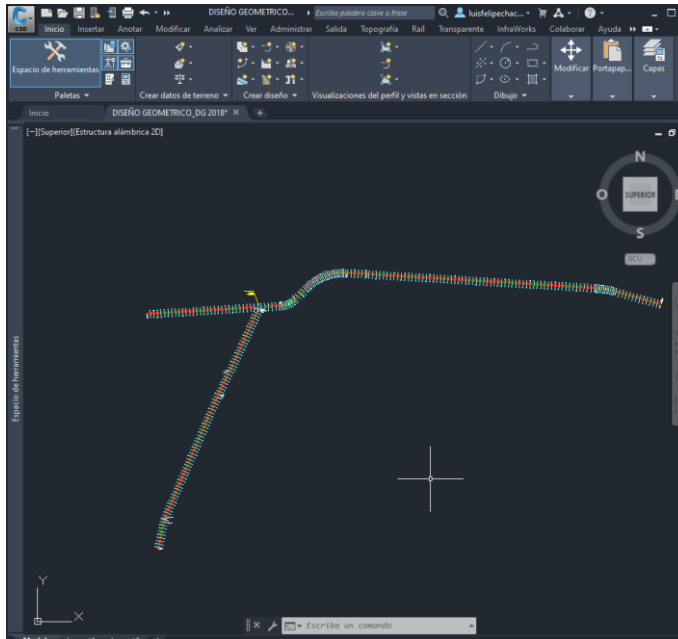 DISEÑO GEOMETRICO...
Escriba palabra clave o frase
luisfelipechac...
C3D
Inicio Insertar Anotar Modificar Analizar Ver Administrar Salida Topografía Rail Transparente InfraWorks Colaborar Ayuda
Espacio de herramientas
Modificar
Portapap...
Capas
Paletas
Crear datos de terreno
Crear diseño
Visualizaciones del perfil y vistas en sección
Dibujo
Inicio
DISEÑO GEOMETRICO_DG 2018*
[−][Superior][Estructura alámbrica 2D]
N
O
SUPERIOR
S
SCU
Espacio de herramientas
Y
X
Escriba un comando